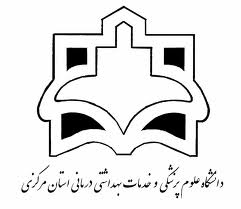 دانشگاه علوم پزشکی و خدمات بهداشتی درمانی استان مرکزی